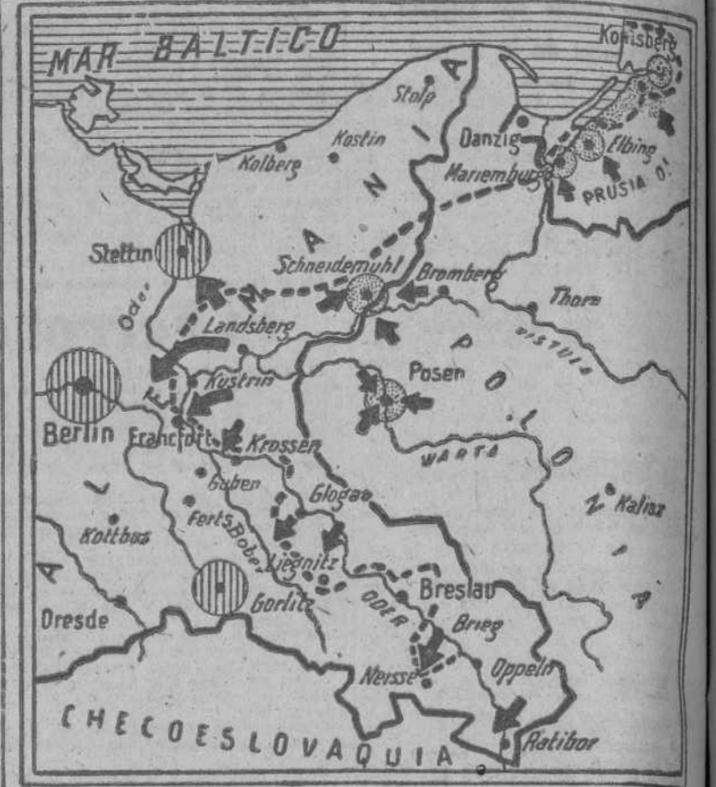 MAR BALTICO
Konisberg
Stolp
Danzig
Kostin
Kolberg
Elbing
Mariemburg
PRUSIA Or
Stettin
Schneidemuhl
Bromberg
Thorn
Oder
VISTULA
Landsberg
Kustrin
Posen
Berlin
Francfort
Krossen
WARTA
Guben
Glogau
Kalisz
Kottbus
Forts
Bober
Liegnitz
Gorlitz
Breslau
ODER
Dresde
Brieg
Neisse
Oppeln
CHECOESLOVAQUIA
Ratibor
ALEMANIA
POLONIA